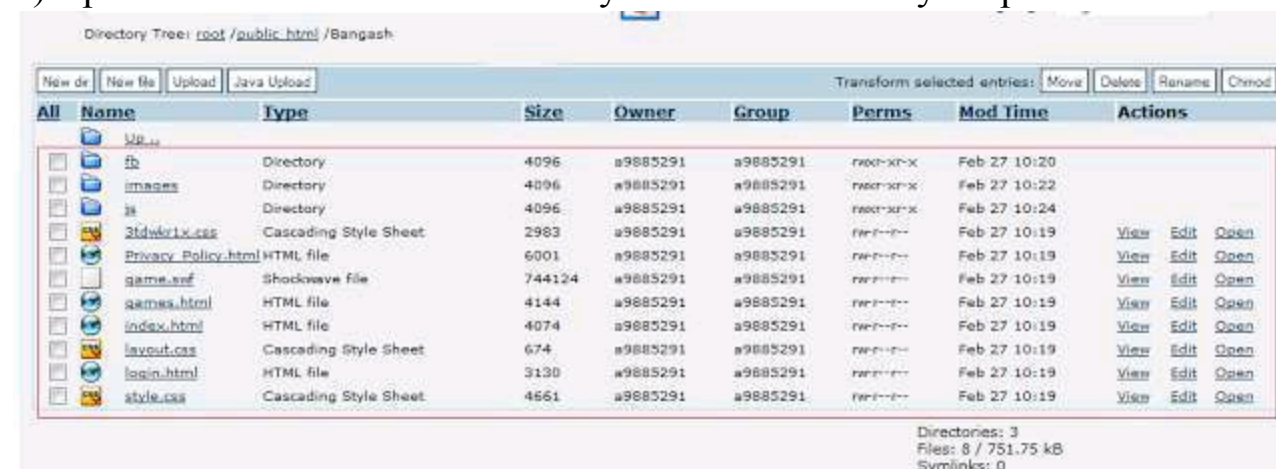 Directory Tree: root /public_html /Bangash
New dir New file Upload Java Upload Transform selected entries: Move Delete Rename Chmod
All Name Type Size Owner Group Perms Mod Time Actions
Up ..
fb Directory 4096 a9885291 a9885291 rwxr-xr-x Feb 27 10:20
images Directory 4096 a9885291 a9885291 rwxr-xr-x Feb 27 10:22
js Directory 4096 a9885291 a9885291 rwxr-xr-x Feb 27 10:24
3tdwkr1x.css Cascading Style Sheet 2983 a9885291 a9885291 rw-r--r-- Feb 27 10:19 View Edit Open
Privacy_Policy.html HTML file 6001 a9885291 a9885291 rw-r--r-- Feb 27 10:19 View Edit Open
game.swf Shockwave file 744124 a9885291 a9885291 rw-r--r-- Feb 27 10:19 View Edit Open
games.html HTML file 4144 a9885291 a9885291 rw-r--r-- Feb 27 10:19 View Edit Open
index.html HTML file 4074 a9885291 a9885291 rw-r--r-- Feb 27 10:19 View Edit Open
layout.css Cascading Style Sheet 674 a9885291 a9885291 rw-r--r-- Feb 27 10:19 View Edit Open
login.html HTML file 3130 a9885291 a9885291 rw-r--r-- Feb 27 10:19 View Edit Open
style.css Cascading Style Sheet 4661 a9885291 a9885291 rw-r--r-- Feb 27 10:19 View Edit Open
Directories: 3
Files: 8 / 751.75 kB
Symlinks: 0